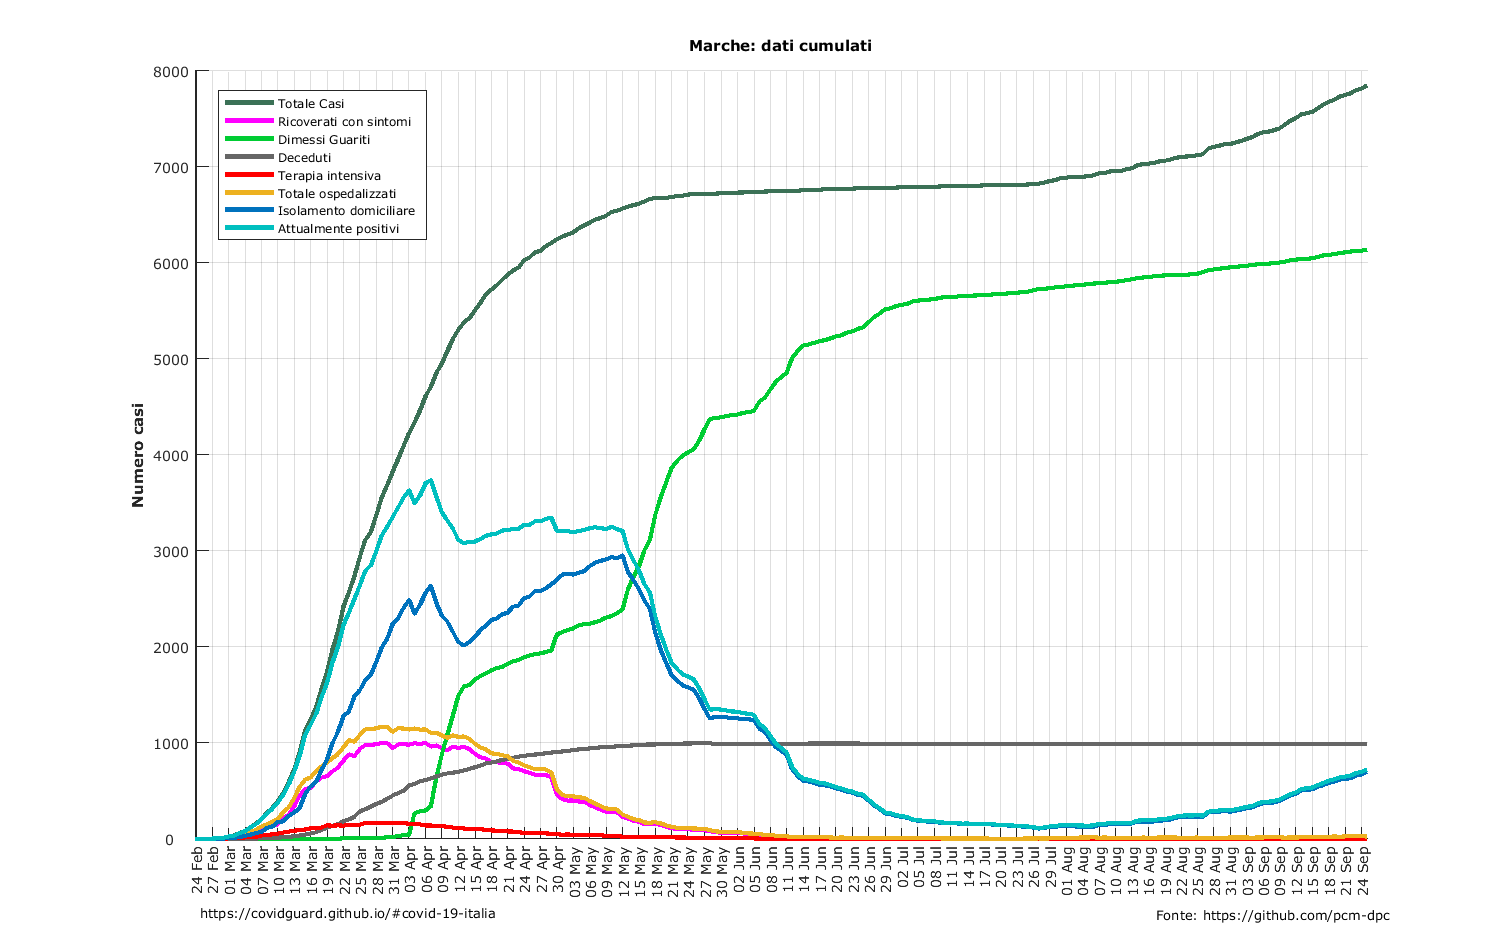 Marche: dati cumulati
Numero casi
8000
7000
6000
5000
4000
3000
2000
1000
0
Totale Casi
Ricoverati con sintomi
Dimessi Guariti
Deceduti
Terapia intensiva
Totale ospedalizzati
Isolamento domiciliare
Attualmente positivi
24 Feb
27 Feb
01 Mar
04 Mar
07 Mar
10 Mar
13 Mar
16 Mar
19 Mar
22 Mar
25 Mar
28 Mar
31 Mar
03 Apr
06 Apr
09 Apr
12 Apr
15 Apr
18 Apr
21 Apr
24 Apr
27 Apr
30 Apr
03 May
06 May
09 May
12 May
15 May
18 May
21 May
24 May
27 May
30 May
02 Jun
05 Jun
08 Jun
11 Jun
14 Jun
17 Jun
20 Jun
23 Jun
26 Jun
29 Jun
02 Jul
05 Jul
08 Jul
11 Jul
14 Jul
17 Jul
20 Jul
23 Jul
26 Jul
29 Jul
01 Aug
04 Aug
07 Aug
10 Aug
13 Aug
16 Aug
19 Aug
22 Aug
25 Aug
28 Aug
31 Aug
03 Sep
06 Sep
09 Sep
12 Sep
15 Sep
18 Sep
21 Sep
24 Sep
https://covidguard.github.io/#covid-19-italia
Fonte: https://github.com/pcm-dpc